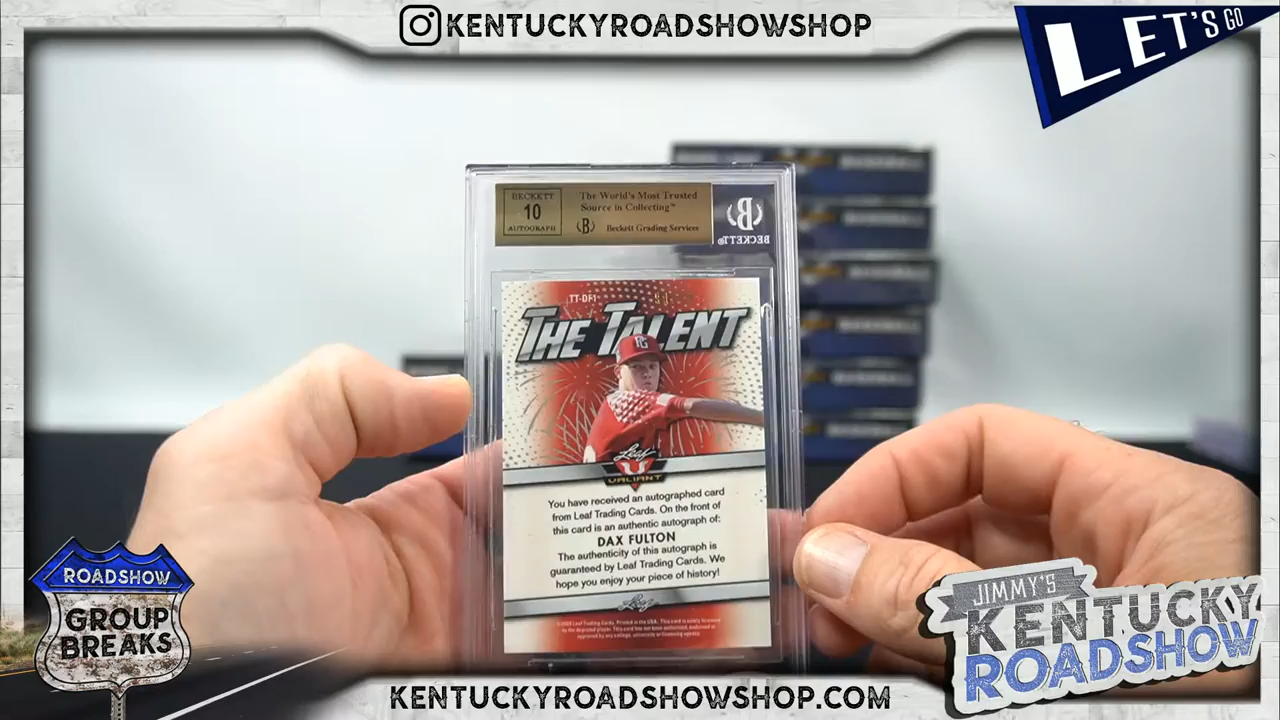 KENTUCKYROADSHOWSHOP
LET'S GO
BECKETT
10
AUTOGRAPH
The World's Most Trusted
Source in Collecting™
Beckett Grading Services
B
BECKETT
BASEBALL
TT-DF1
THE TALENT
PG
Leaf
VALIANT
You have received an autographed card
from Leaf Trading Cards. On the front of
this card is an authentic autograph of:
DAX FULTON
The authenticity of this autograph is
guaranteed by Leaf Trading Cards. We
hope you enjoy your piece of history!
Leaf
ROADSHOW
GROUP
BREAKS
JIMMY'S
KENTUCKY
ROADSHOW
KENTUCKYROADSHOWSHOP.COM